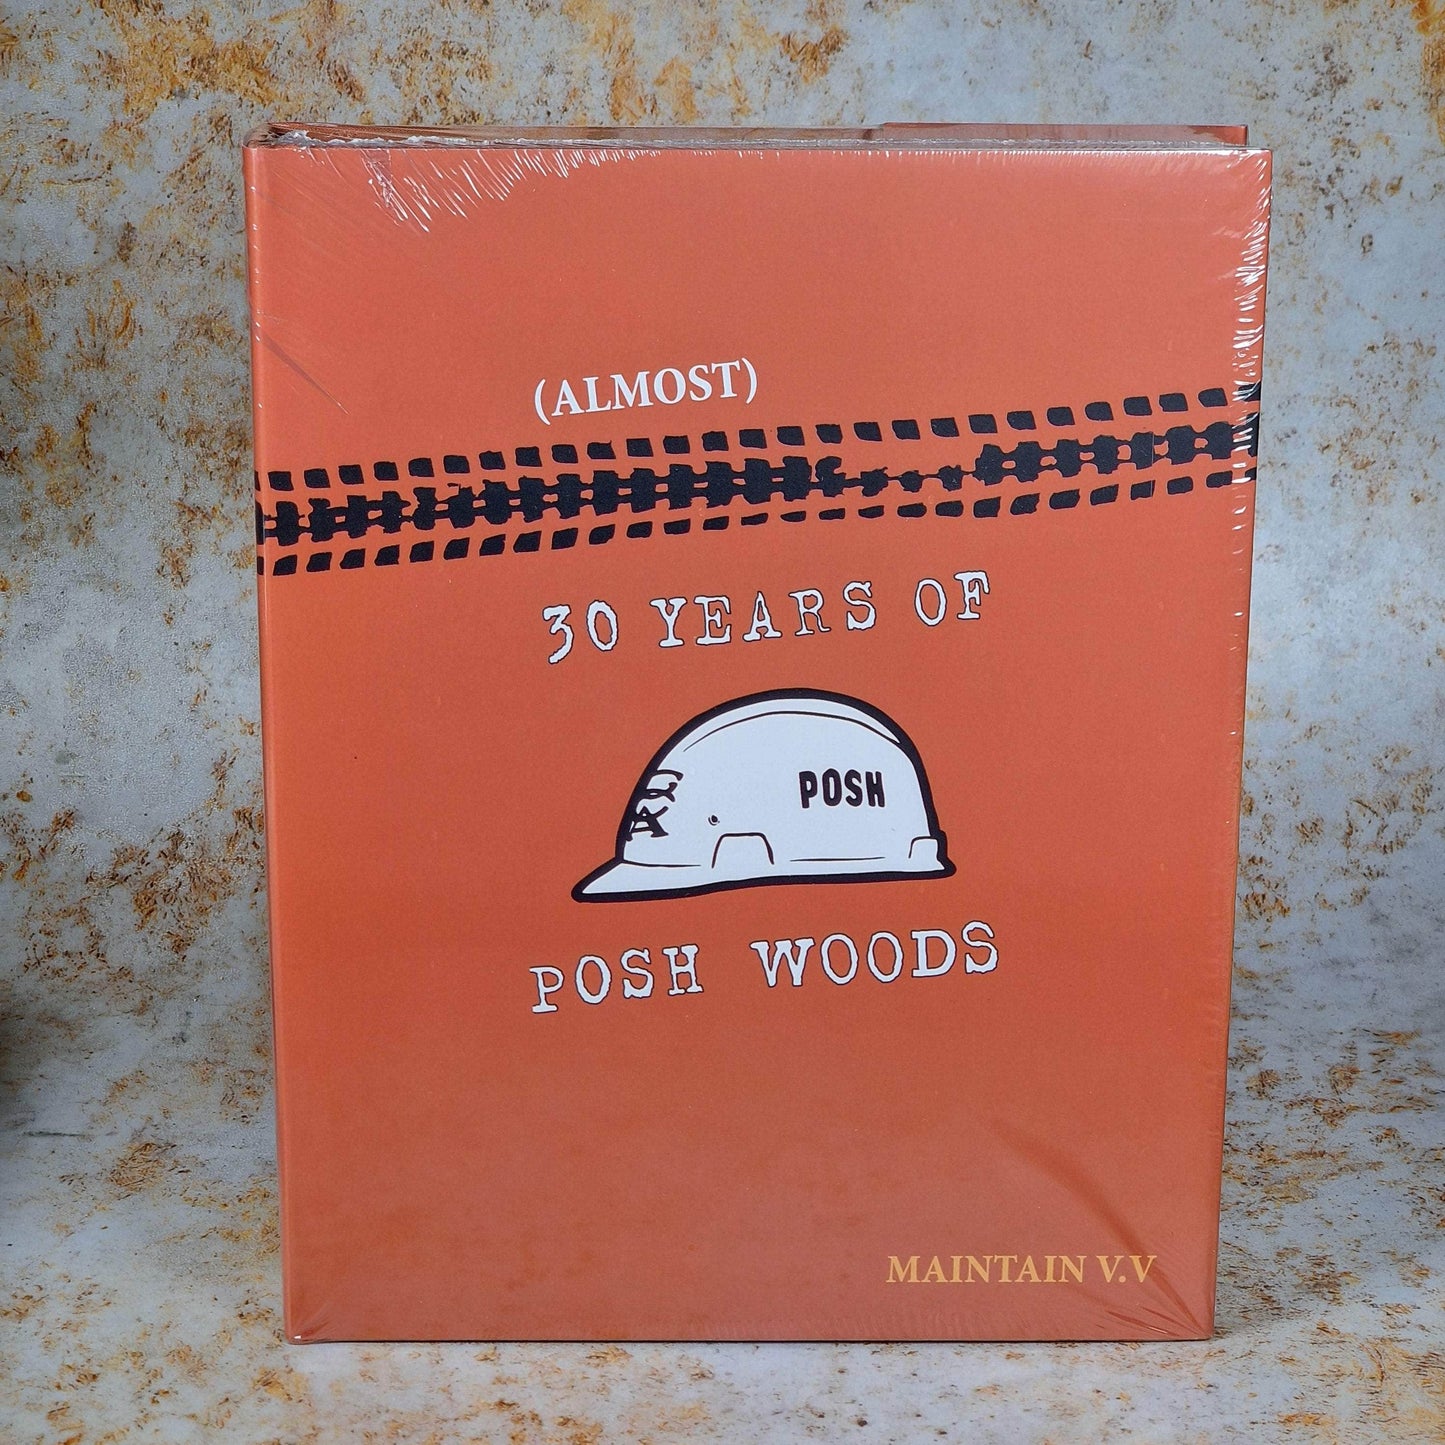 (ALMOST)
30 YEARS OF
POSH
POSH WOODS
MAINTAIN V.V